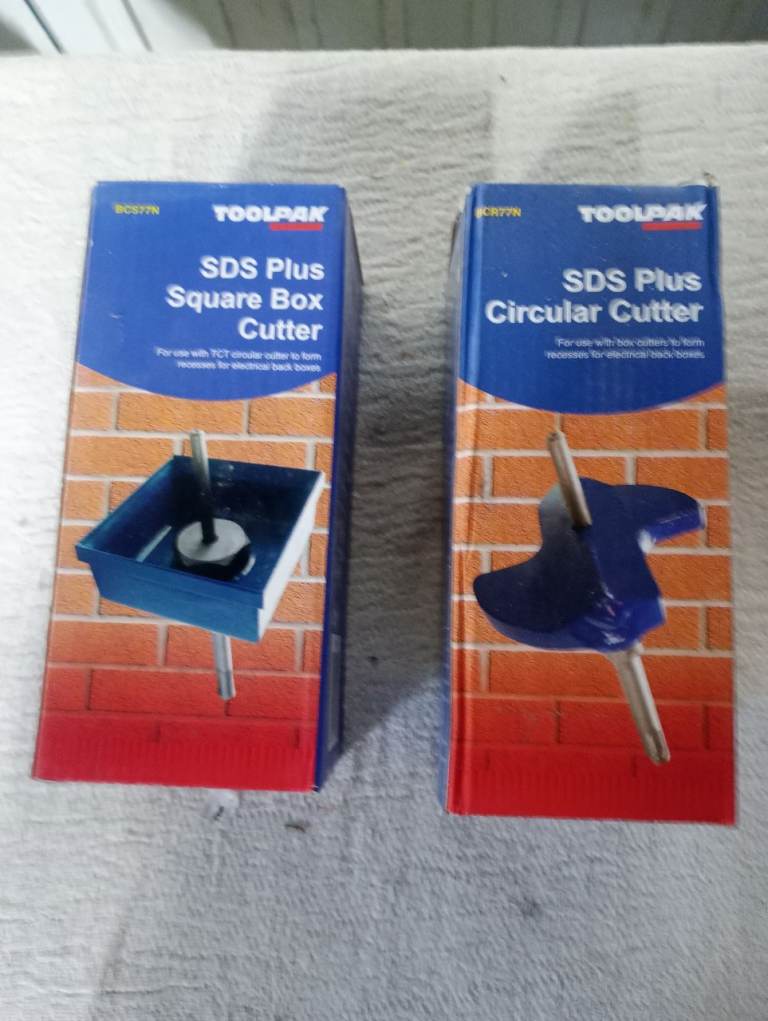 BCS77N
TOOLPAK
SDS Plus
Square Box
Cutter
For use with TCT circular cutter to form
recesses for electrical back boxes
BCR77N
TOOLPAK
SDS Plus
Circular Cutter
For use with box cutters to form
recesses for electrical back boxes